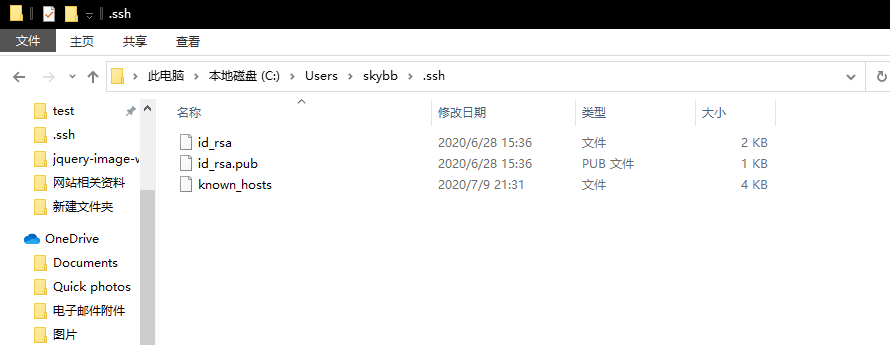 .ssh
文件 主页 共享 查看
此电脑 本地磁盘 (C:) Users skybb .ssh
名称 修改日期 类型 大小
test
.ssh
jquery-image-
网站相关资料
新建文件夹
OneDrive
Documents
Quick photos
电子邮件附件
图片
id_rsa 2020/6/28 15:36 文件 2 KB
id_rsa.pub 2020/6/28 15:36 PUB 文件 1 KB
known_hosts 2020/7/9 21:31 文件 4 KB